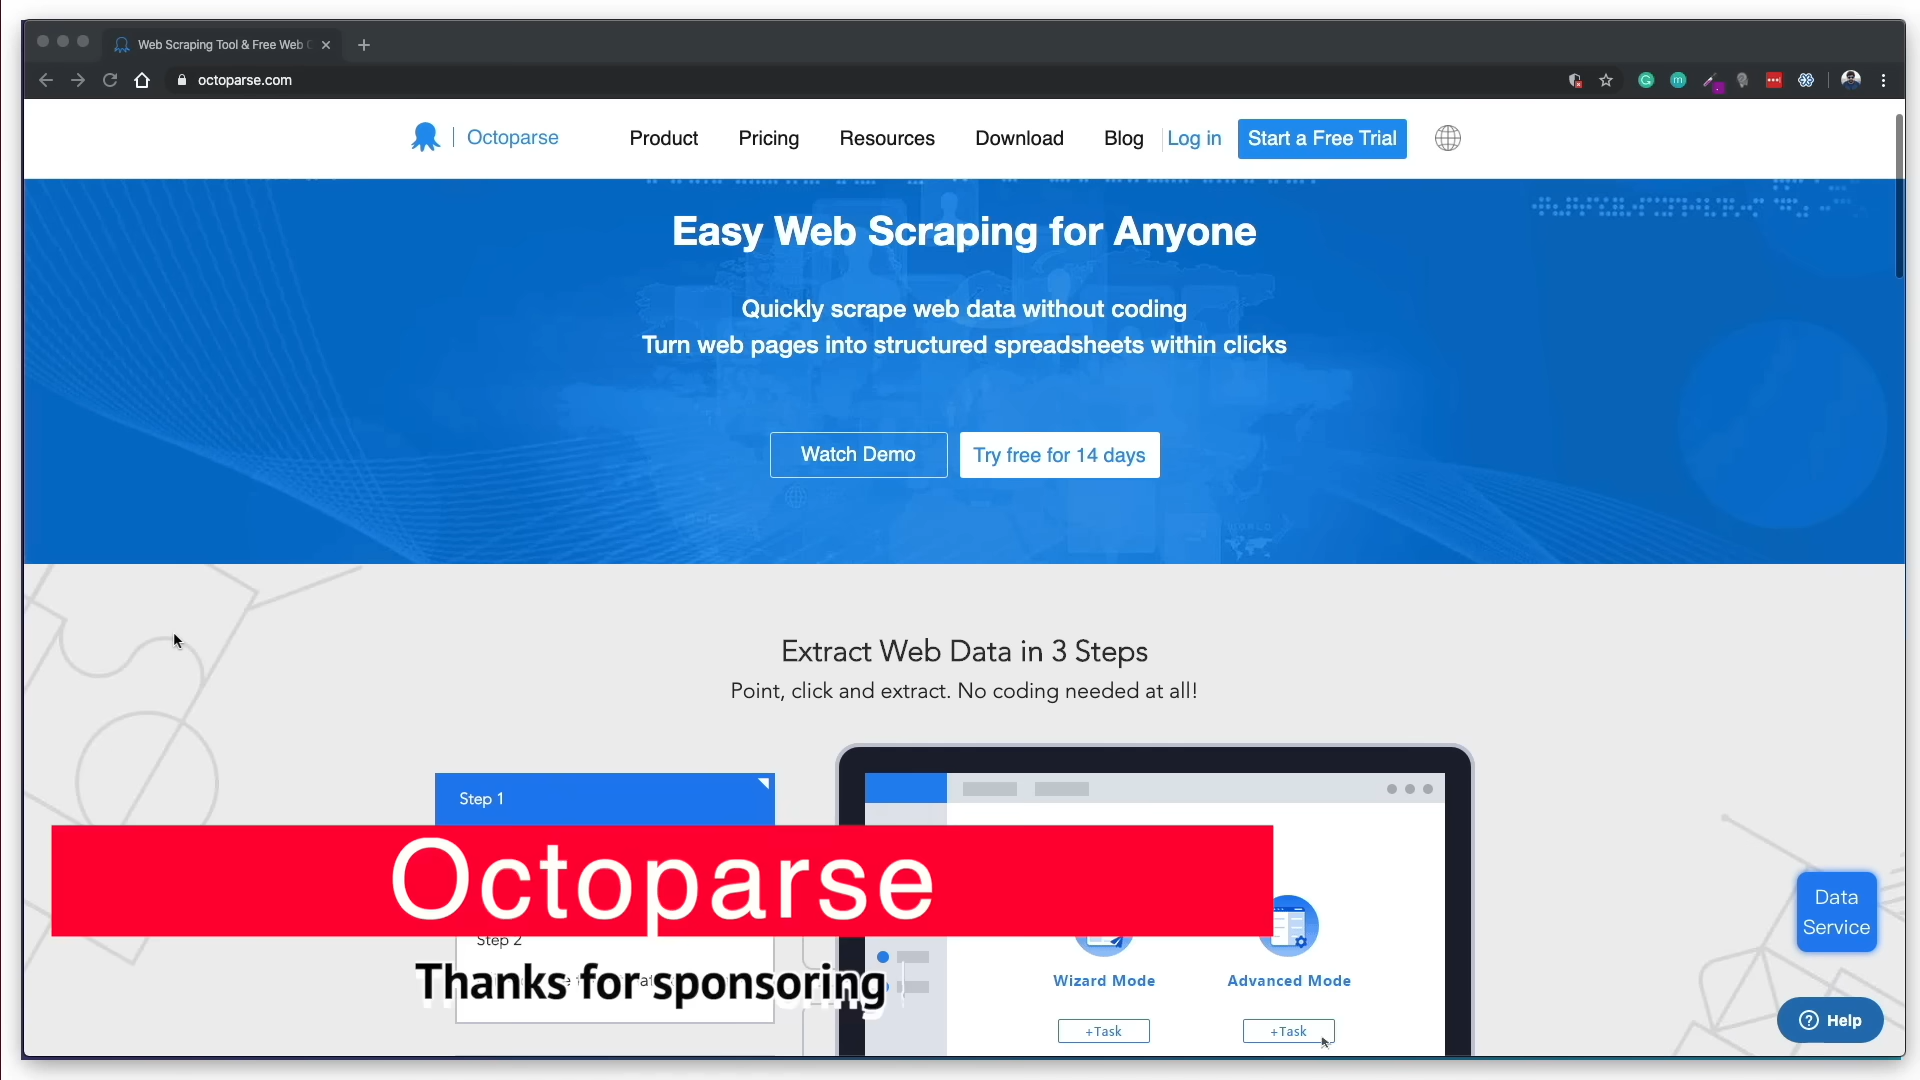 Web Scraping Tool & Free Web
octoparse.com
Octoparse
Product
Pricing
Resources
Download
Blog
Log in
Start a Free Trial
Easy Web Scraping for Anyone
Quickly scrape web data without coding
Turn web pages into structured spreadsheets within clicks
Watch Demo
Try free for 14 days
Extract Web Data in 3 Steps
Point, click and extract. No coding needed at all!
Step 1
Octoparse
Step 2
Thanks for sponsoring
Wizard Mode
Advanced Mode
+Task
+Task
Data
Service
Help